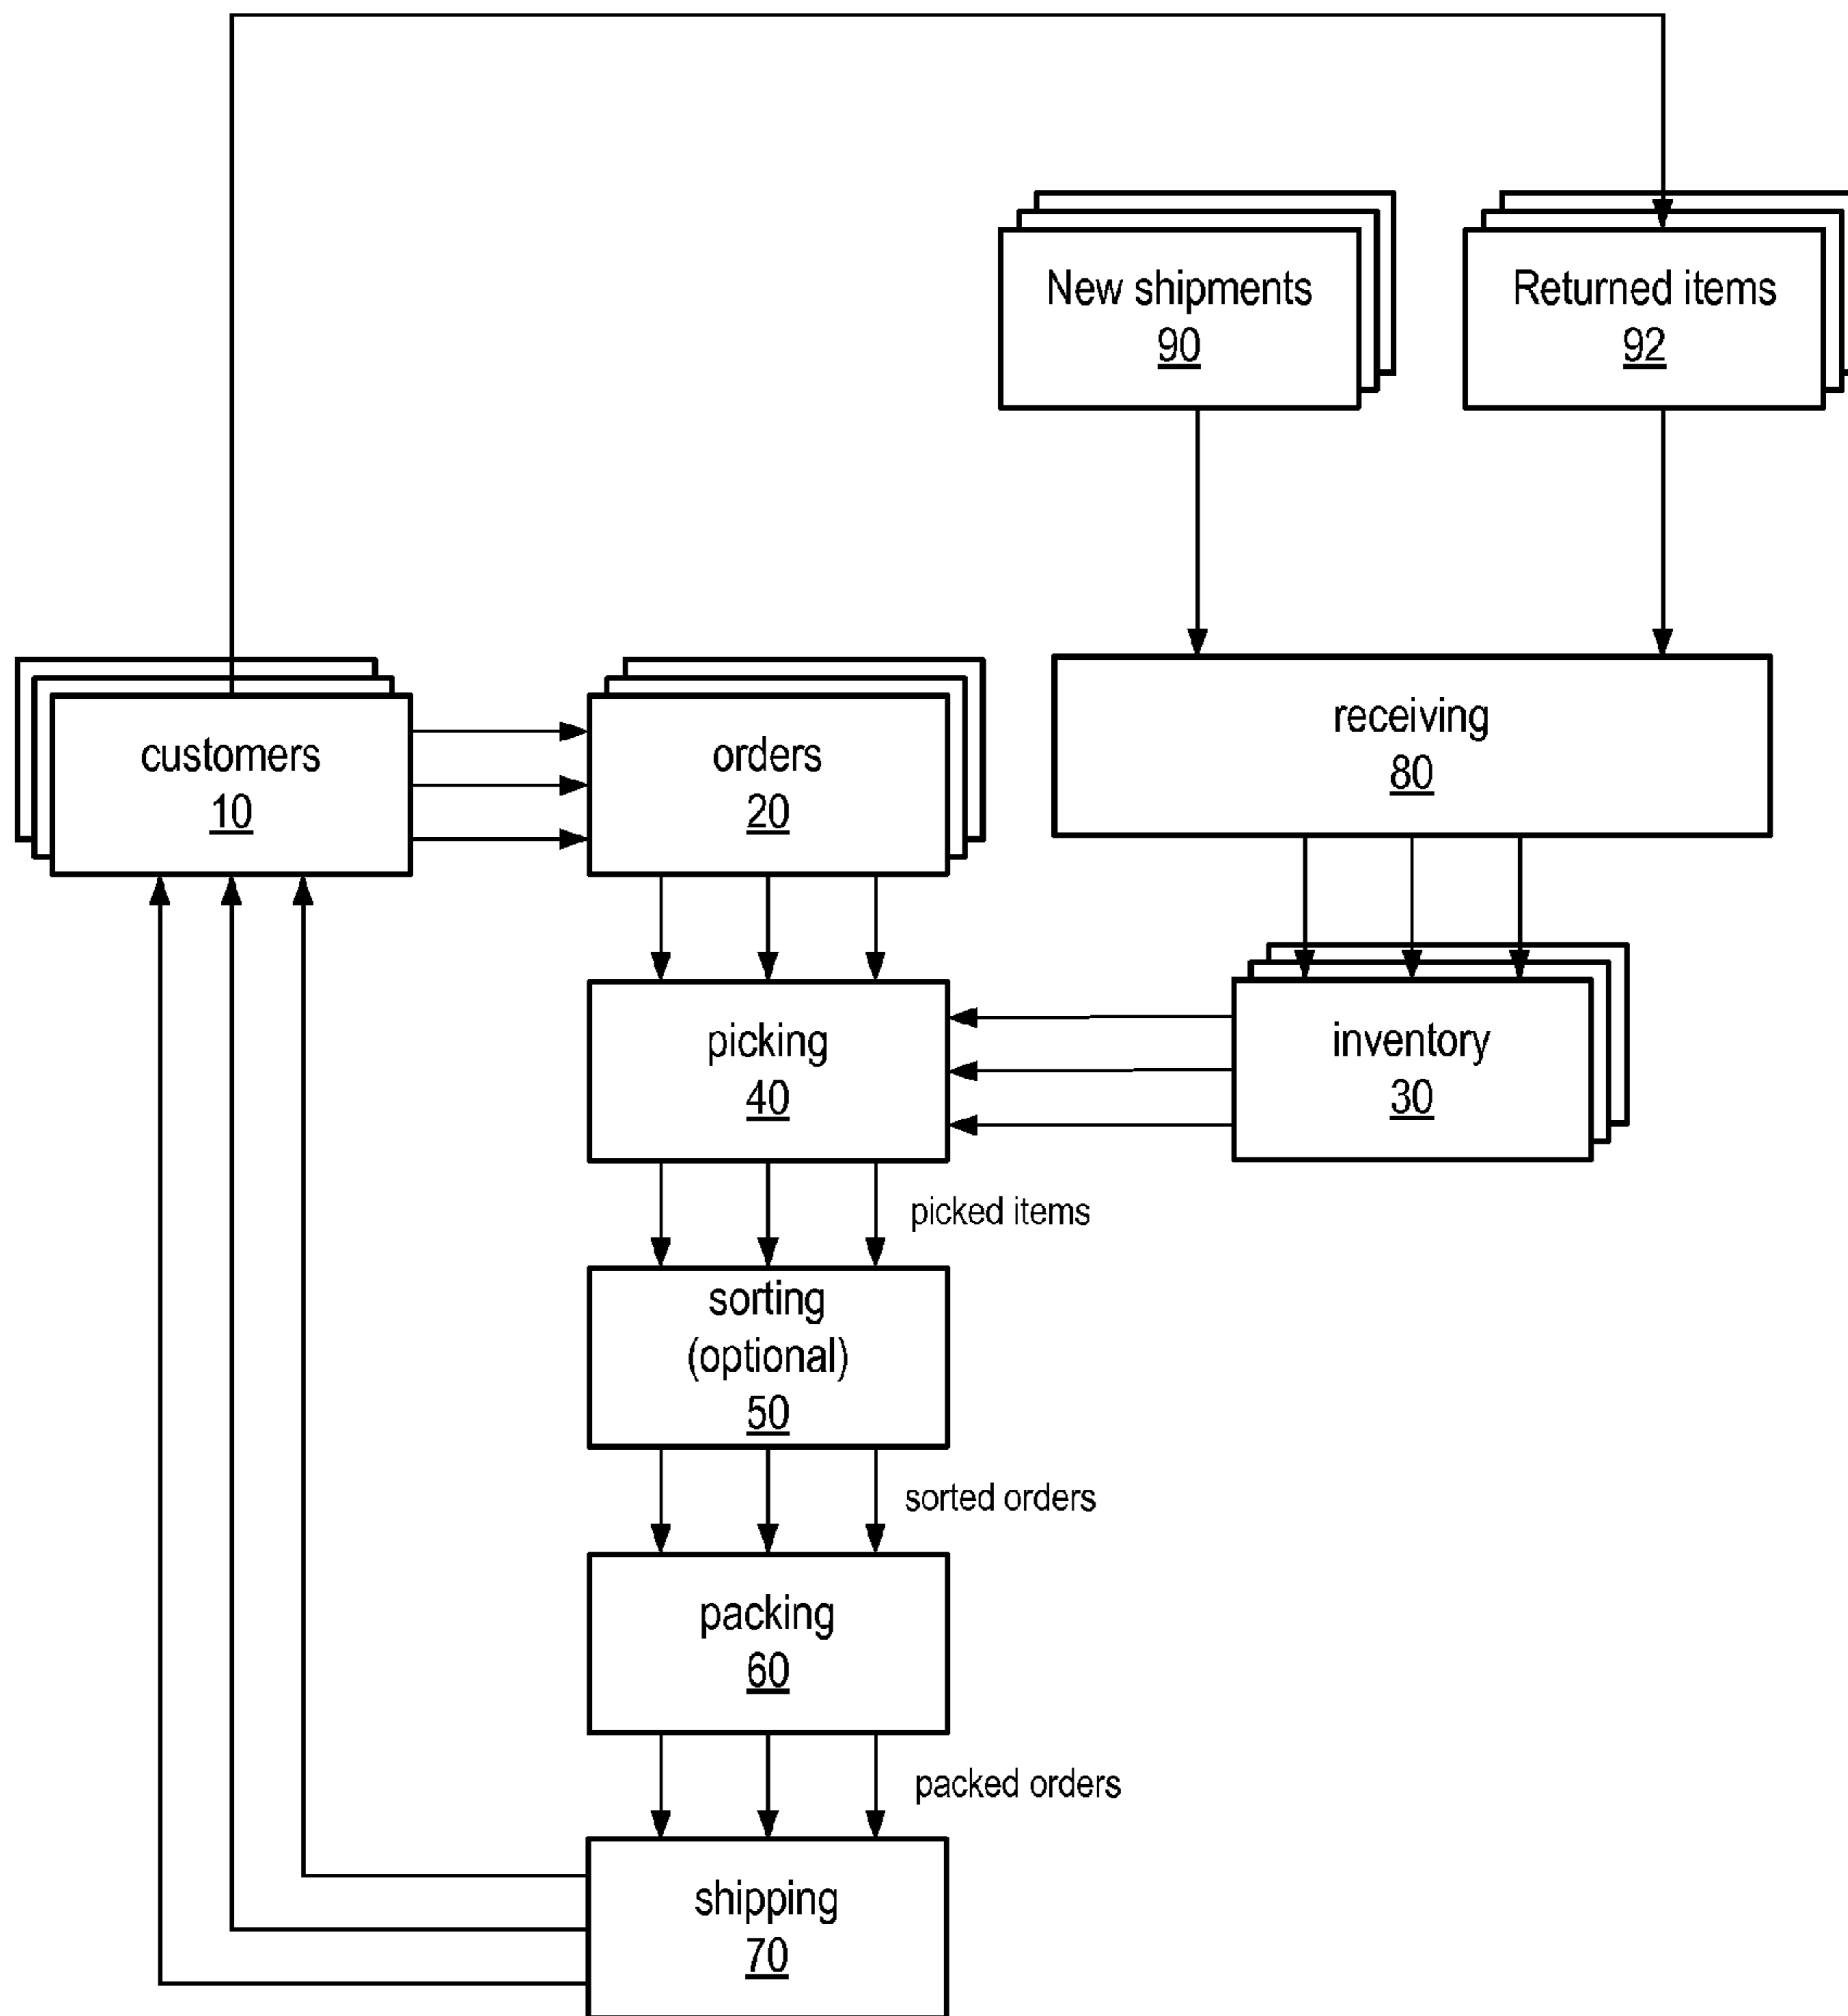 New shipments
90
Returned items
92
customers
10
orders
20
receiving
80
picking
40
inventory
30
picked items
sorting
(optional)
50
sorted orders
packing
60
packed orders
shipping
70